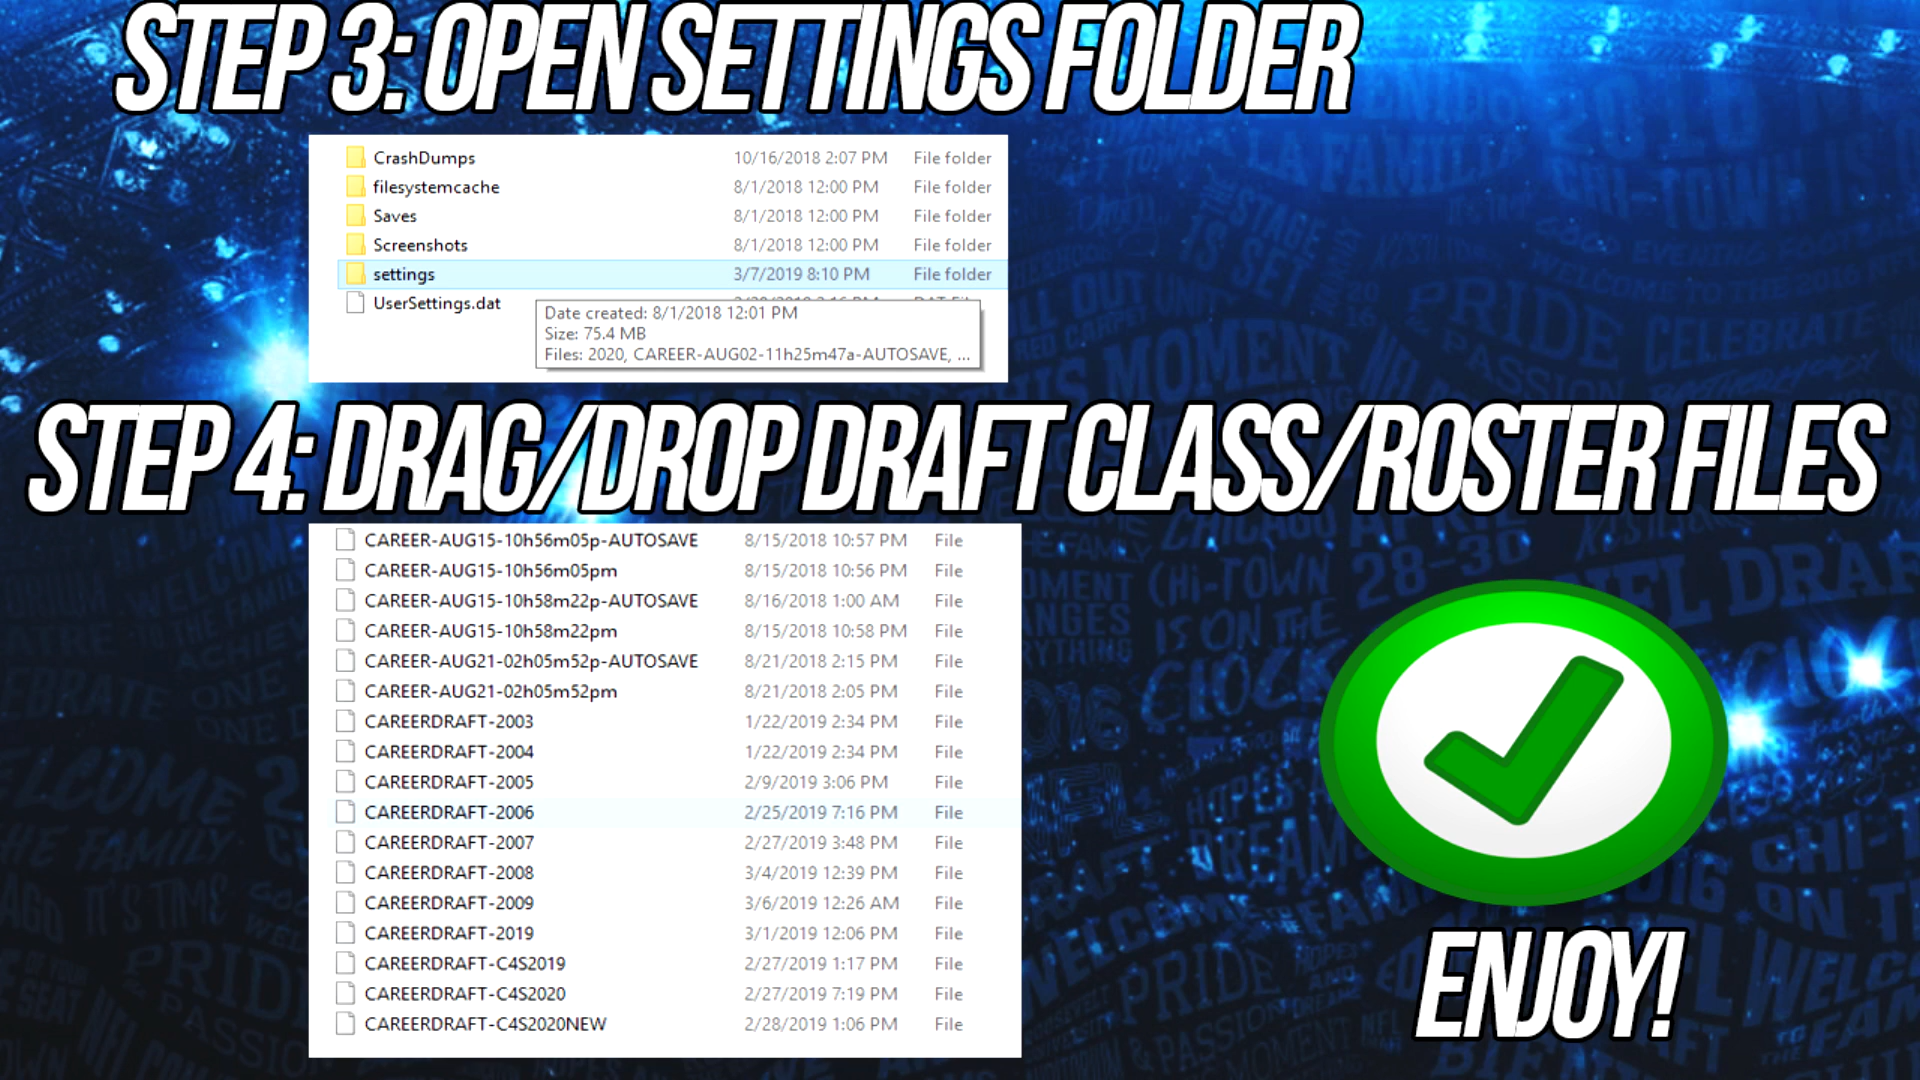 STEP 3: OPEN SETTINGS FOLDER
CrashDumps 10/16/2018 2:07 PM File folder
filesystemcache 8/1/2018 12:00 PM File folder
Saves 8/1/2018 12:00 PM File folder
Screenshots 8/1/2018 12:00 PM File folder
settings 3/7/2019 8:10 PM File folder
UserSettings.dat
Date created: 8/1/2018 12:01 PM
Size: 75.4 MB
Files: 2020, CAREER-AUG02-11h25m47a-AUTOSAVE, ...
STEP 4: DRAG/DROP DRAFT CLASS/ROSTER FILES
CAREER-AUG15-10h56m05p-AUTOSAVE 8/15/2018 10:57 PM File
CAREER-AUG15-10h56m05pm 8/15/2018 10:56 PM File
CAREER-AUG15-10h58m22p-AUTOSAVE 8/16/2018 1:00 AM File
CAREER-AUG15-10h58m22pm 8/15/2018 10:58 PM File
CAREER-AUG21-02h05m52p-AUTOSAVE 8/21/2018 2:15 PM File
CAREER-AUG21-02h05m52pm 8/21/2018 2:05 PM File
CAREERDRAFT-2003 1/22/2019 2:34 PM File
CAREERDRAFT-2004 1/22/2019 2:34 PM File
CAREERDRAFT-2005 2/9/2019 3:06 PM File
CAREERDRAFT-2006 2/25/2019 7:16 PM File
CAREERDRAFT-2007 2/27/2019 3:48 PM File
CAREERDRAFT-2008 3/4/2019 12:39 PM File
CAREERDRAFT-2009 3/6/2019 12:26 AM File
CAREERDRAFT-2019 3/1/2019 12:06 PM File
CAREERDRAFT-C4S2019 2/27/2019 1:17 PM File
CAREERDRAFT-C4S2020 2/27/2019 7:19 PM File
CAREERDRAFT-C4S2020NEW 2/28/2019 1:06 PM File
ENJOY!